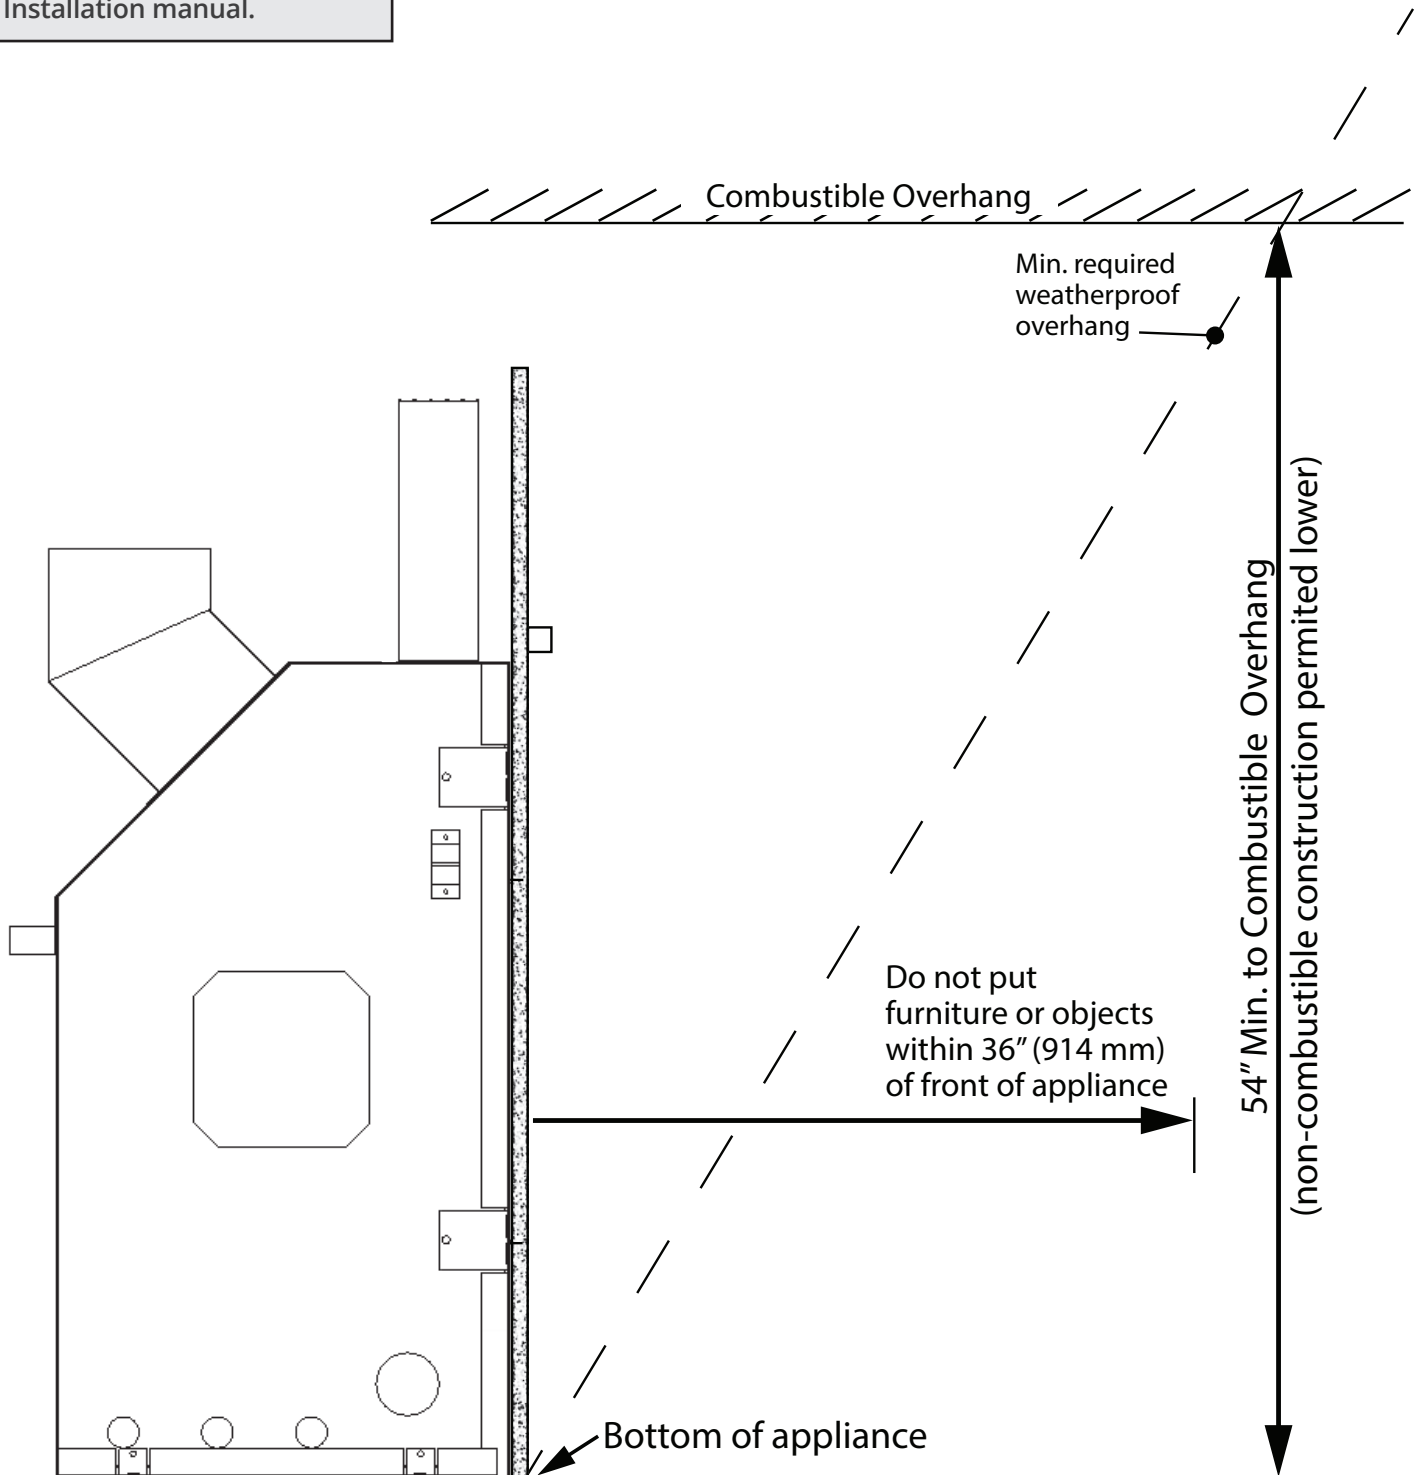 Installation manual.
Combustible Overhang
Min. required
weatherproof
overhang
54" Min. to Combustible Overhang
(non-combustible construction permited lower)
Do not put
furniture or objects
within 36" (914 mm)
of front of appliance
Bottom of appliance